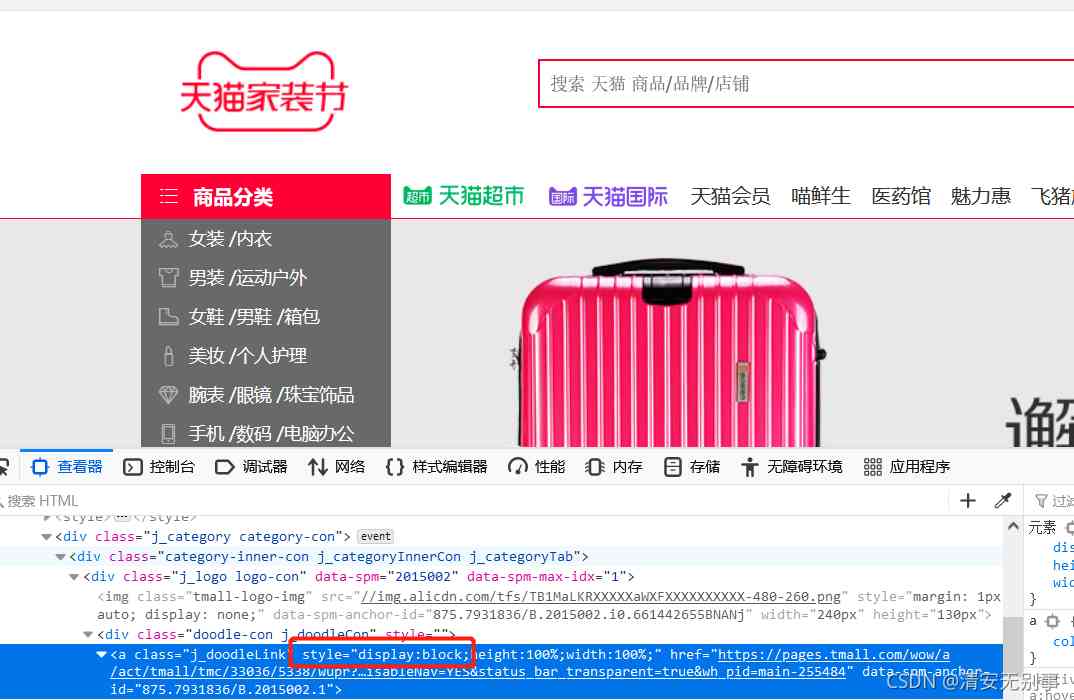 天猫家装节
搜索 天猫 商品/品牌/店铺
商品分类
超市 天猫超市 国际 天猫国际 天猫会员 喵鲜生 医药馆 魅力惠 飞猪
女装 /内衣
男装 /运动户外
女鞋 /男鞋 /箱包
美妆 /个人护理
腕表 /眼镜 /珠宝饰品
手机 /数码 /电脑办公
查看器 控制台 调试器 网络 样式编辑器 性能 内存 存储 无障碍环境 应用程序
搜索 HTML
过滤
<style> ⋯ </style>
<div class="j_category category-con"> event
<div class="category-inner-con j_categoryInnerCon j_categoryTab">
<div class="j_logo logo-con" data-spm="2015002" data-spm-max-idx="1">
<img class="tmall-logo-img" src="//img.alicdn.com/tfs/TB1MaLKRXXXXXaWXFXXXXXXXXXX-480-260.png" style="margin: 1px
auto; display: none;" data-spm-anchor-id="875.7931836/B.2015002.i0.661442655BNANj" width="240px" height="130px">
<div class="doodle-con j_doodleCon" style="">
<a class="j_doodleLink" style="display:block;height:100%;width:100%;" href="https://pages.tmall.com/wow/a
/act/tmall/tmc/33036/5338/wupr?…isableNav=YES&status_bar_transparent=true&wh_pid=main-255484" data-spm-anchor-
id="875.7931836/B.2015002.1">
元素
dis
hei
wid
}
a
col
}
a:hove
CSDN @清安无别事